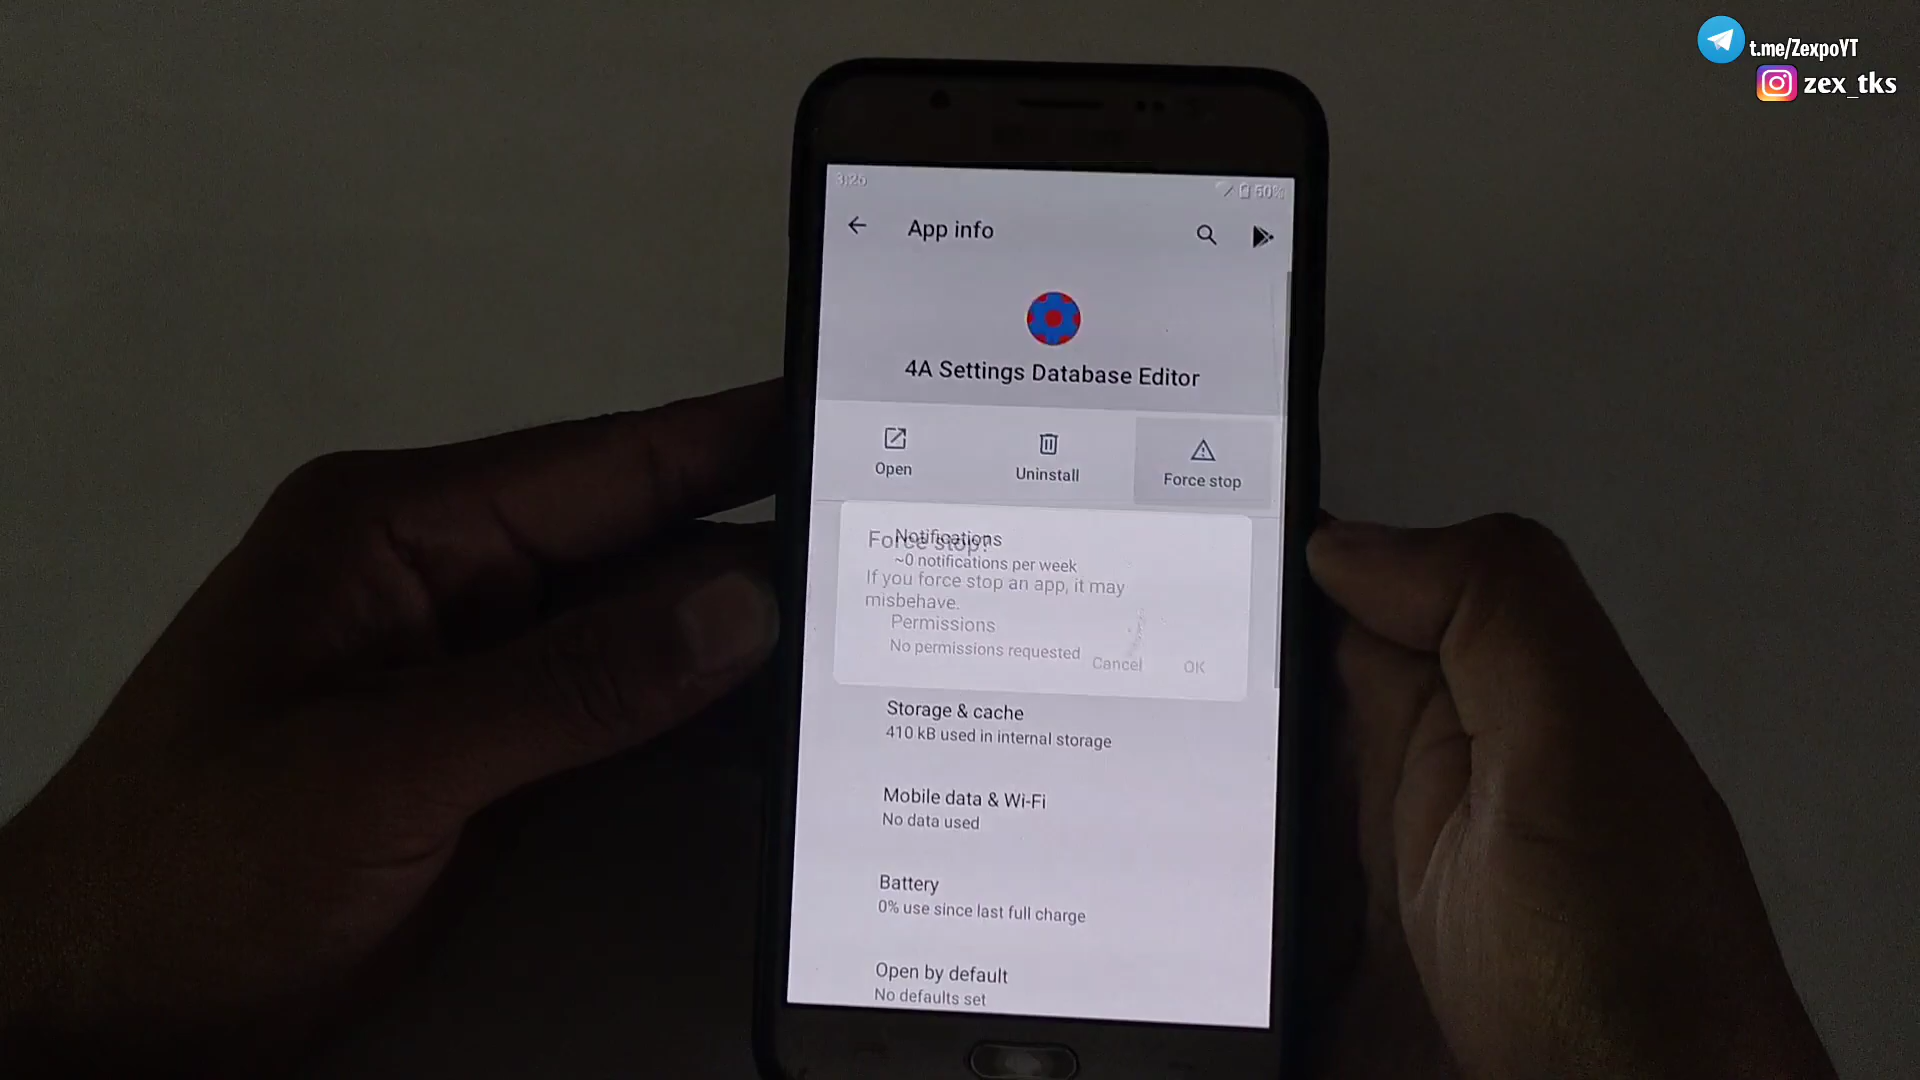 t.me/ZexpoYT
zex_tks
3:26
50%
App info
4A Settings Database Editor
Open
Uninstall
Force stop
Notifications
Force stop?
~0 notifications per week
If you force stop an app, it may
misbehave.
Permissions
No permissions requested
Cancel
OK
Storage & cache
410 kB used in internal storage
Mobile data & Wi-Fi
No data used
Battery
0% use since last full charge
Open by default
No defaults set